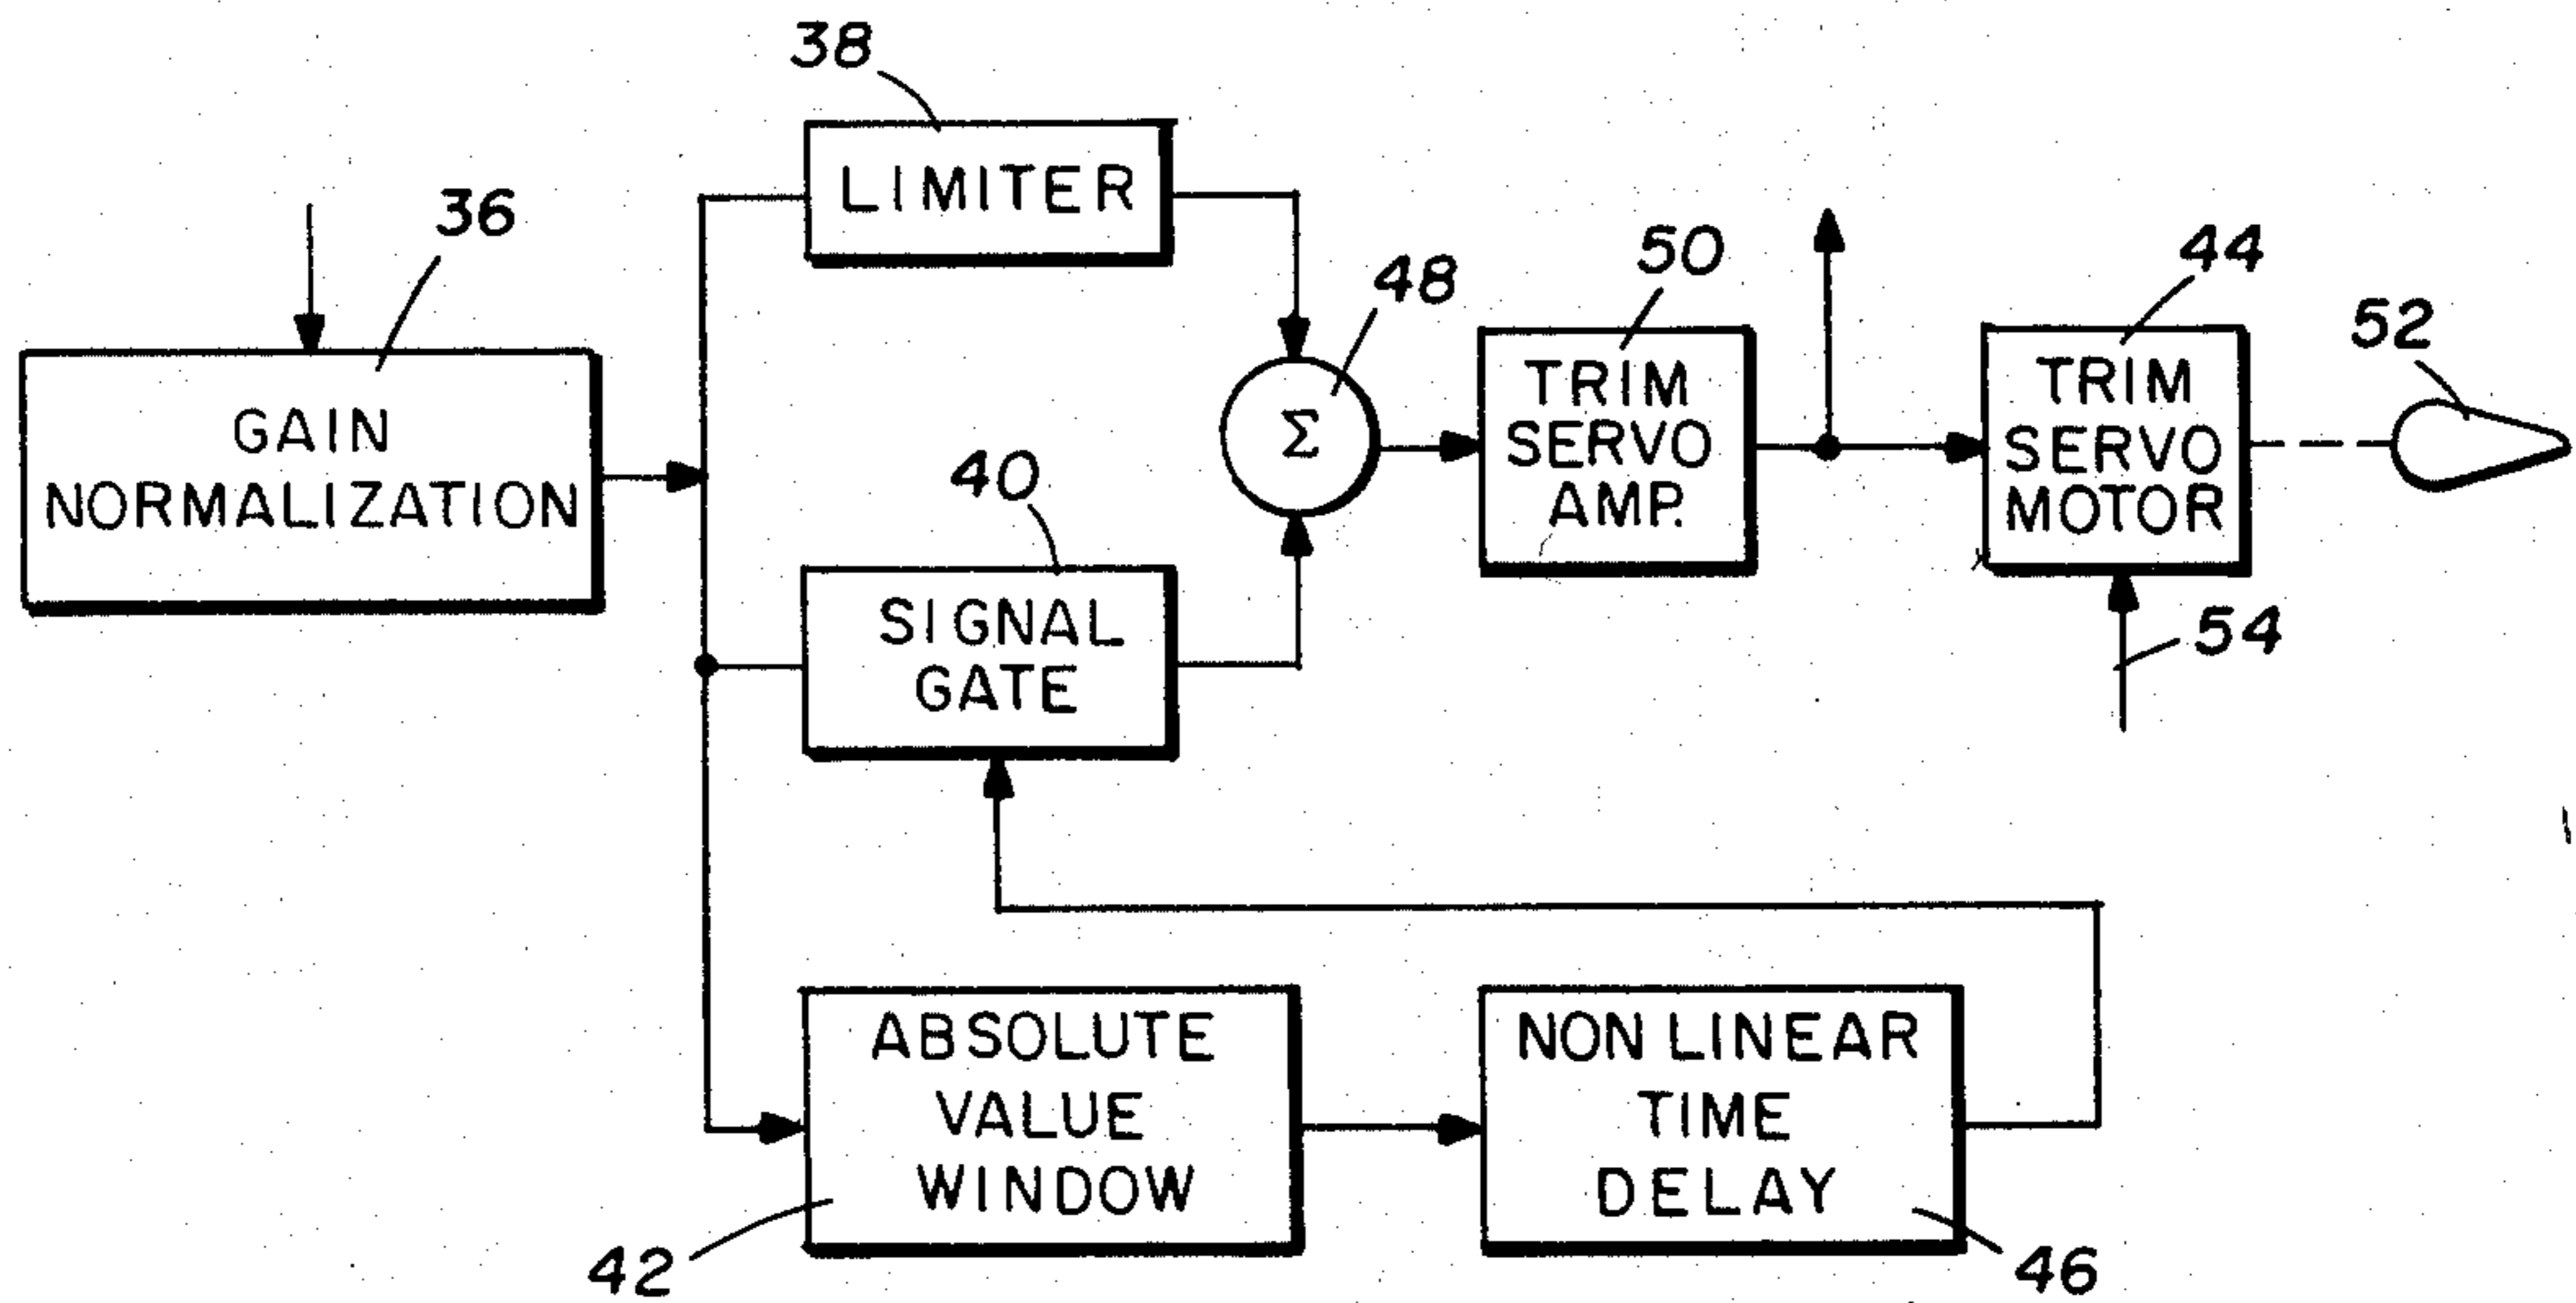 38
LIMITER
36
GAIN
NORMALIZATION
48
Σ
50
TRIM
SERVO
AMP.
44
TRIM
SERVO
MOTOR
52
54
40
SIGNAL
GATE
ABSOLUTE
VALUE
WINDOW
42
NON LINEAR
TIME
DELAY
46